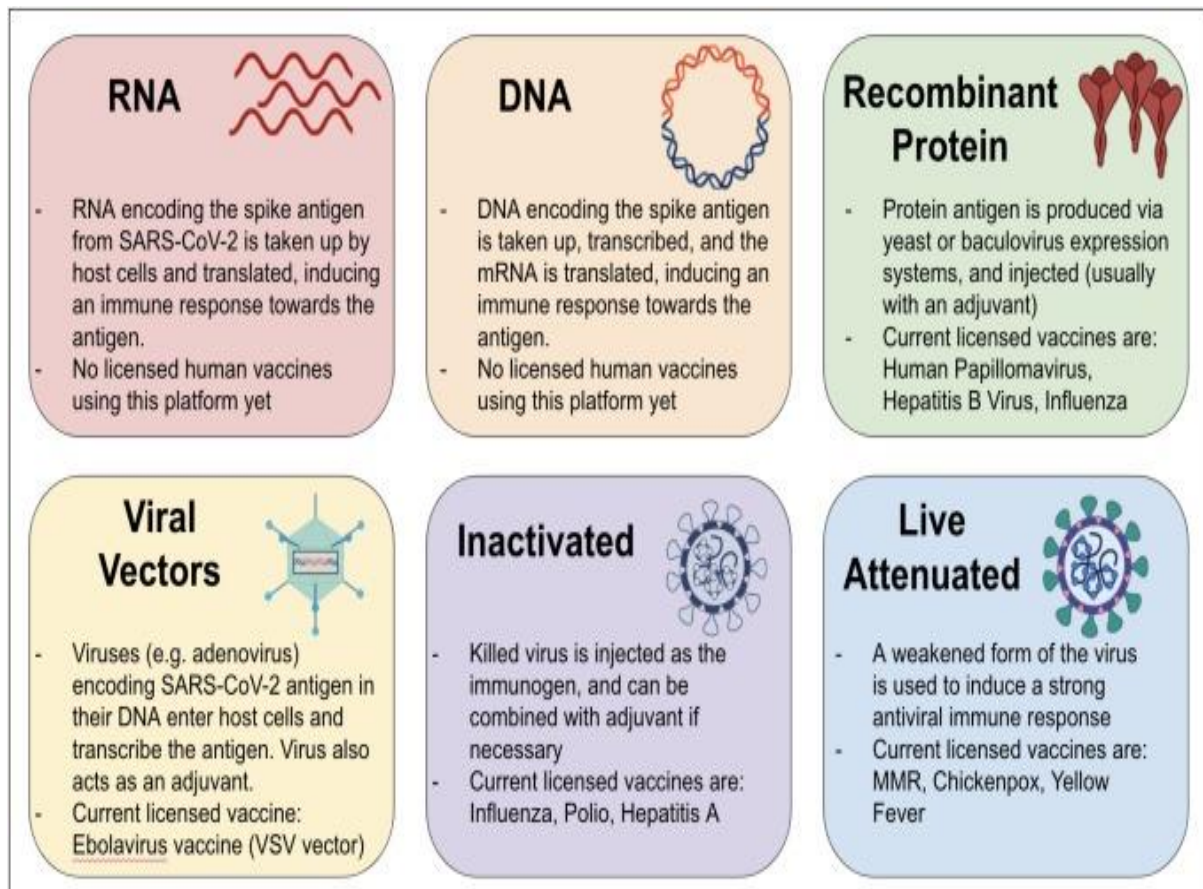 RNA
- RNA encoding the spike antigen
from SARS-CoV-2 is taken up by
host cells and translated, inducing
an immune response towards the
antigen.
- No licensed human vaccines
using this platform yet
DNA
- DNA encoding the spike antigen
is taken up, transcribed, and the
mRNA is translated, inducing an
immune response towards the
antigen.
- No licensed human vaccines
using this platform yet
Recombinant
Protein
- Protein antigen is produced via
yeast or baculovirus expression
systems, and injected (usually
with an adjuvant)
- Current licensed vaccines are:
Human Papillomavirus,
Hepatitis B Virus, Influenza
Viral
Vectors
- Viruses (e.g. adenovirus)
encoding SARS-CoV-2 antigen in
their DNA enter host cells and
transcribe the antigen. Virus also
acts as an adjuvant.
- Current licensed vaccine:
Ebolavirus vaccine (VSV vector)
Inactivated
- Killed virus is injected as the
immunogen, and can be
combined with adjuvant if
necessary
- Current licensed vaccines are:
Influenza, Polio, Hepatitis A
Live
Attenuated
- A weakened form of the virus
is used to induce a strong
antiviral immune response
- Current licensed vaccines are:
MMR, Chickenpox, Yellow
Fever